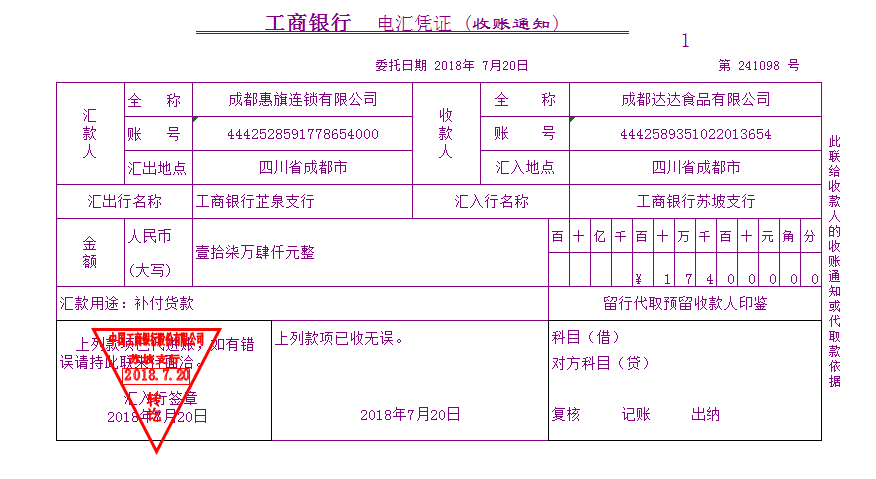 工商银行 电汇凭证 (收账通知)
1
委托日期 2018年 7月20日 第 241098 号
汇款人 全 称 成都惠旗连锁有限公司 收款人 全 称 成都达达食品有限公司
账 号 4442528591778654000 账 号 4442589351022013654
汇出地点 四川省成都市 汇入地点 四川省成都市
汇出行名称 工商银行芷泉支行 汇入行名称 工商银行苏坡支行
金额 人民币(大写) 壹拾柒万肆仟元整 百 十 亿 千 百 十 万 千 百 十 元 角 分
¥ 1 7 4 0 0 0 0 0
汇款用途: 补付货款 留行代取预留收款人印鉴
上列款项已代进账, 如有错误请持此联来行面洽。
汇入行签章
2018年7月20日
中国工商银行股份有限公司
苏坡支行
2018.7.20
转讫
上列款项已收无误。
2018年7月20日
科目（借）
对方科目（贷）
复核 记账 出纳
此联给收款人的收账通知或代取款依据